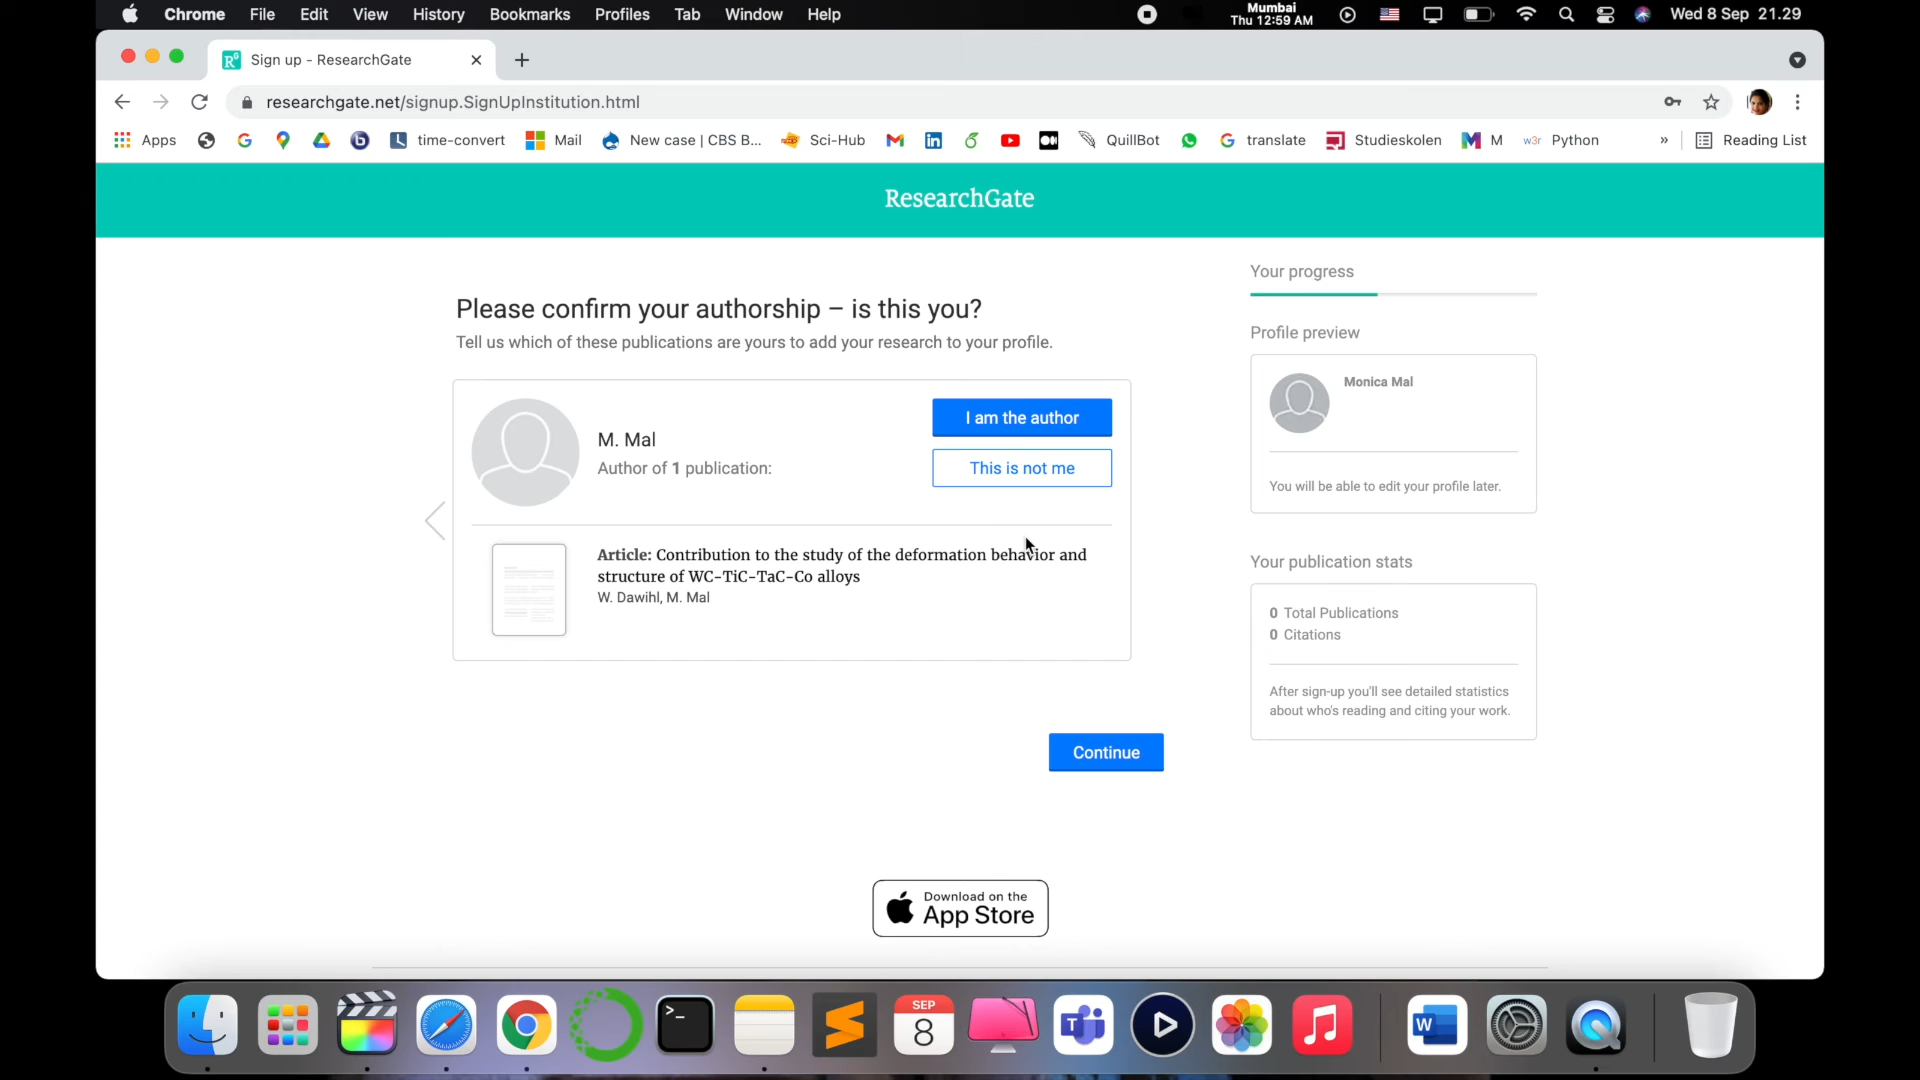 Chrome File Edit View History Bookmarks Profiles Tab Window Help
Mumbai
Thu 12:59 AM
Wed 8 Sep 21.29
Sign up - ResearchGate
researchgate.net/signup.SignUpInstitution.html
Apps time-convert Mail New case | CBS B... Sci-Hub QuillBot translate Studieskolen M w3r Python » Reading List
ResearchGate
Please confirm your authorship – is this you?
Tell us which of these publications are yours to add your research to your profile.
M. Mal
Author of 1 publication:
I am the author
This is not me
Article: Contribution to the study of the deformation behavior and
structure of WC-TiC-TaC-Co alloys
W. Dawihl, M. Mal
Continue
Your progress
Profile preview
Monica Mal
You will be able to edit your profile later.
Your publication stats
0 Total Publications
0 Citations
After sign-up you'll see detailed statistics
about who's reading and citing your work.
Download on the
App Store
SEP
8